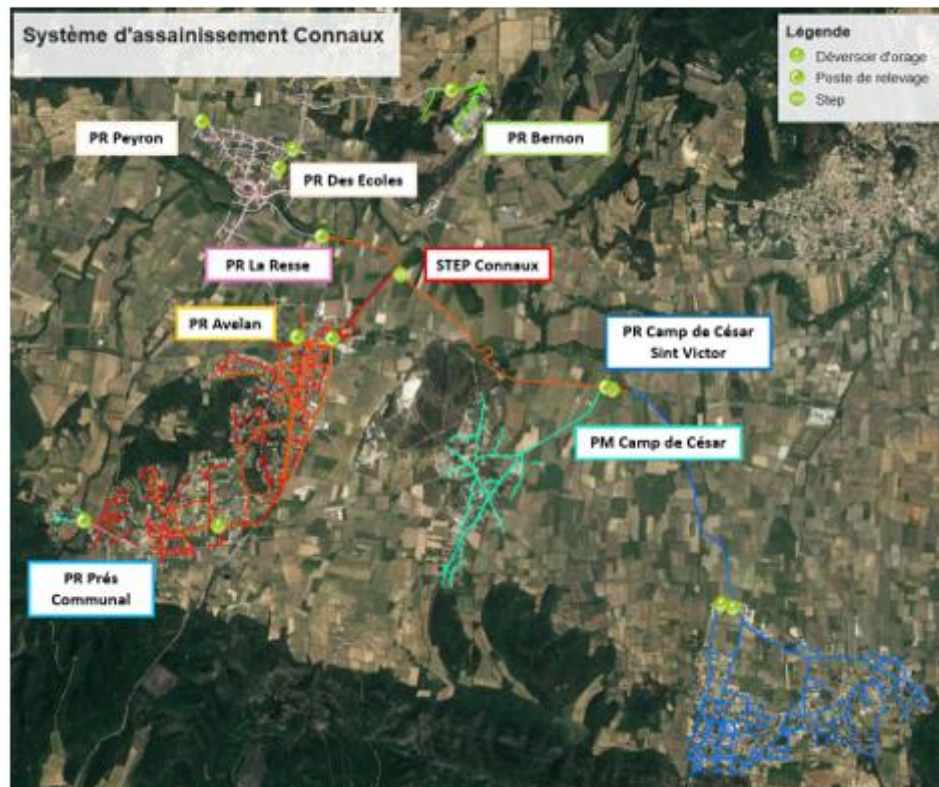 Système d'assainissement Connaux
Légende
Déversoir d'orage
Poste de relevage
Step
PR Peyron
PR Bernon
PR Des Ecoles
PR La Resse
STEP Connaux
PR Avelan
PR Camp de César
Sint Victor
PM Camp de César
PR Prés
Communal